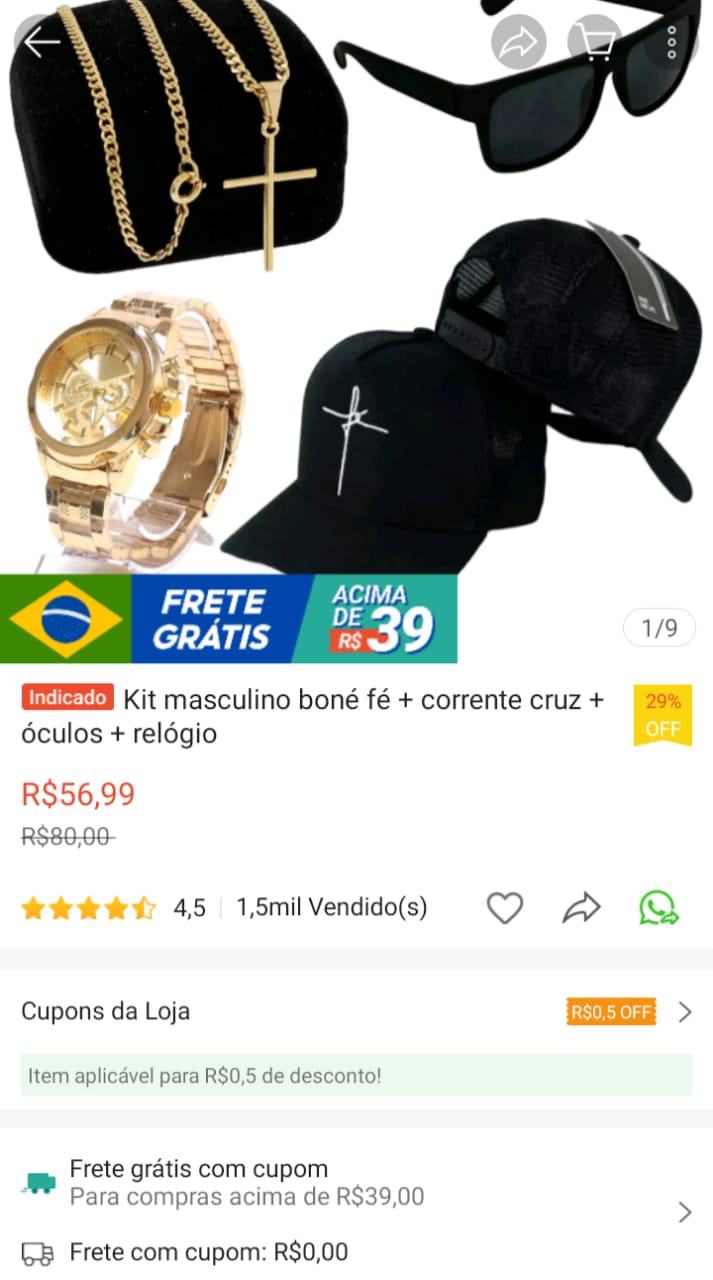 FRETE GRÁTIS
ACIMA DE R$39
1/9
Indicado Kit masculino boné fé + corrente cruz +
óculos + relógio
29%
OFF
R$56,99
R$80,00
4,5
1,5mil Vendido(s)
Cupons da Loja
R$0,5 OFF
Item aplicável para R$0,5 de desconto!
Frete grátis com cupom
Para compras acima de R$39,00
Frete com cupom: R$0,00